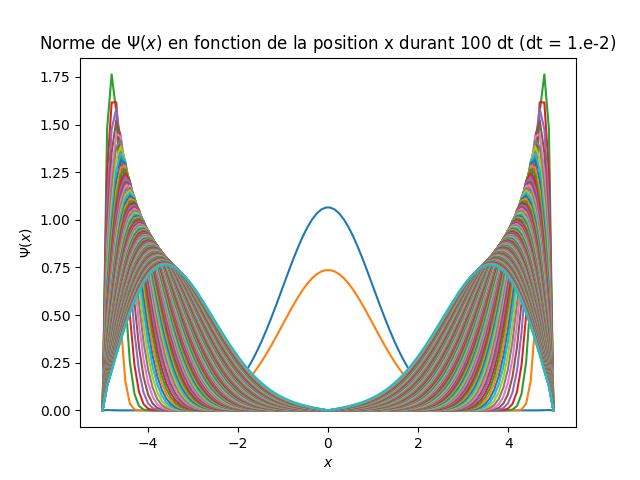 Norme de Ψ(x) en fonction de la position x durant 100 dt (dt = 1.e-2)
1.75
1.50
1.25
1.00
0.75
0.50
0.25
0.00
Ψ(x)
−4 −2 0 2 4
x